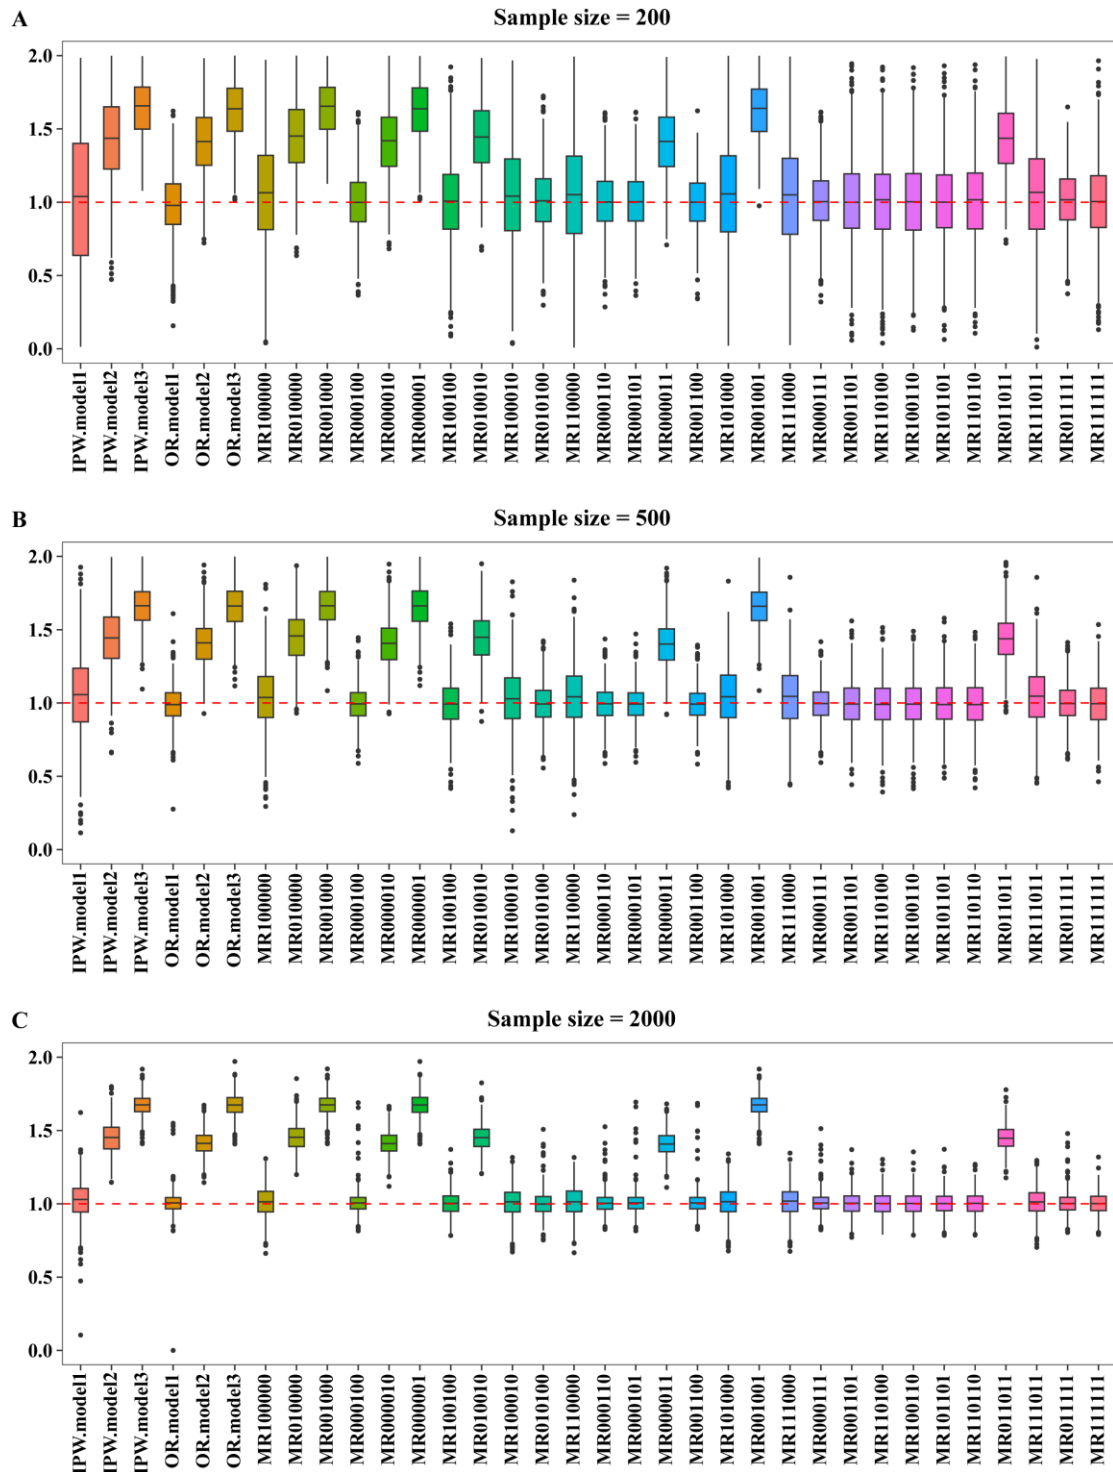 A
Sample size = 200
2.0
1.5
1.0
0.5
0.0
IPW.model1
IPW.model2
IPW.model3
OR.model1
OR.model2
OR.model3
MR100000
MR010000
MR001000
MR000100
MR000010
MR000001
MR100100
MR010010
MR100010
MR010100
MR110000
MR000110
MR000101
MR000011
MR001100
MR101000
MR001001
MR111000
MR000111
MR001101
MR110100
MR100110
MR101101
MR110110
MR011011
MR111011
MR011111
MR111111
B
Sample size = 500
2.0
1.5
1.0
0.5
0.0
IPW.model1
IPW.model2
IPW.model3
OR.model1
OR.model2
OR.model3
MR100000
MR010000
MR001000
MR000100
MR000010
MR000001
MR100100
MR010010
MR100010
MR010100
MR110000
MR000110
MR000101
MR000011
MR001100
MR101000
MR001001
MR111000
MR000111
MR001101
MR110100
MR100110
MR101101
MR110110
MR011011
MR111011
MR011111
MR111111
C
Sample size = 2000
2.0
1.5
1.0
0.5
0.0
IPW.model1
IPW.model2
IPW.model3
OR.model1
OR.model2
OR.model3
MR100000
MR010000
MR001000
MR000100
MR000010
MR000001
MR100100
MR010010
MR100010
MR010100
MR110000
MR000110
MR000101
MR000011
MR001100
MR101000
MR001001
MR111000
MR000111
MR001101
MR110100
MR100110
MR101101
MR110110
MR011011
MR111011
MR011111
MR111111